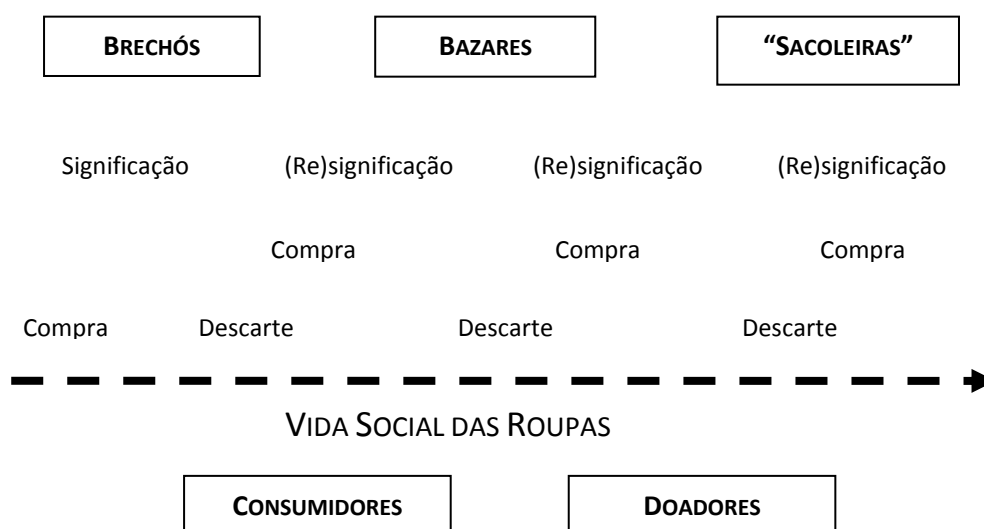 BRECHÓS BAZARES “SACOLEIRAS”
Significação (Re)significação (Re)significação (Re)significação
Compra Compra Compra
Compra Descarte Descarte Descarte
VIDA SOCIAL DAS ROUPAS
CONSUMIDORES DOADORES